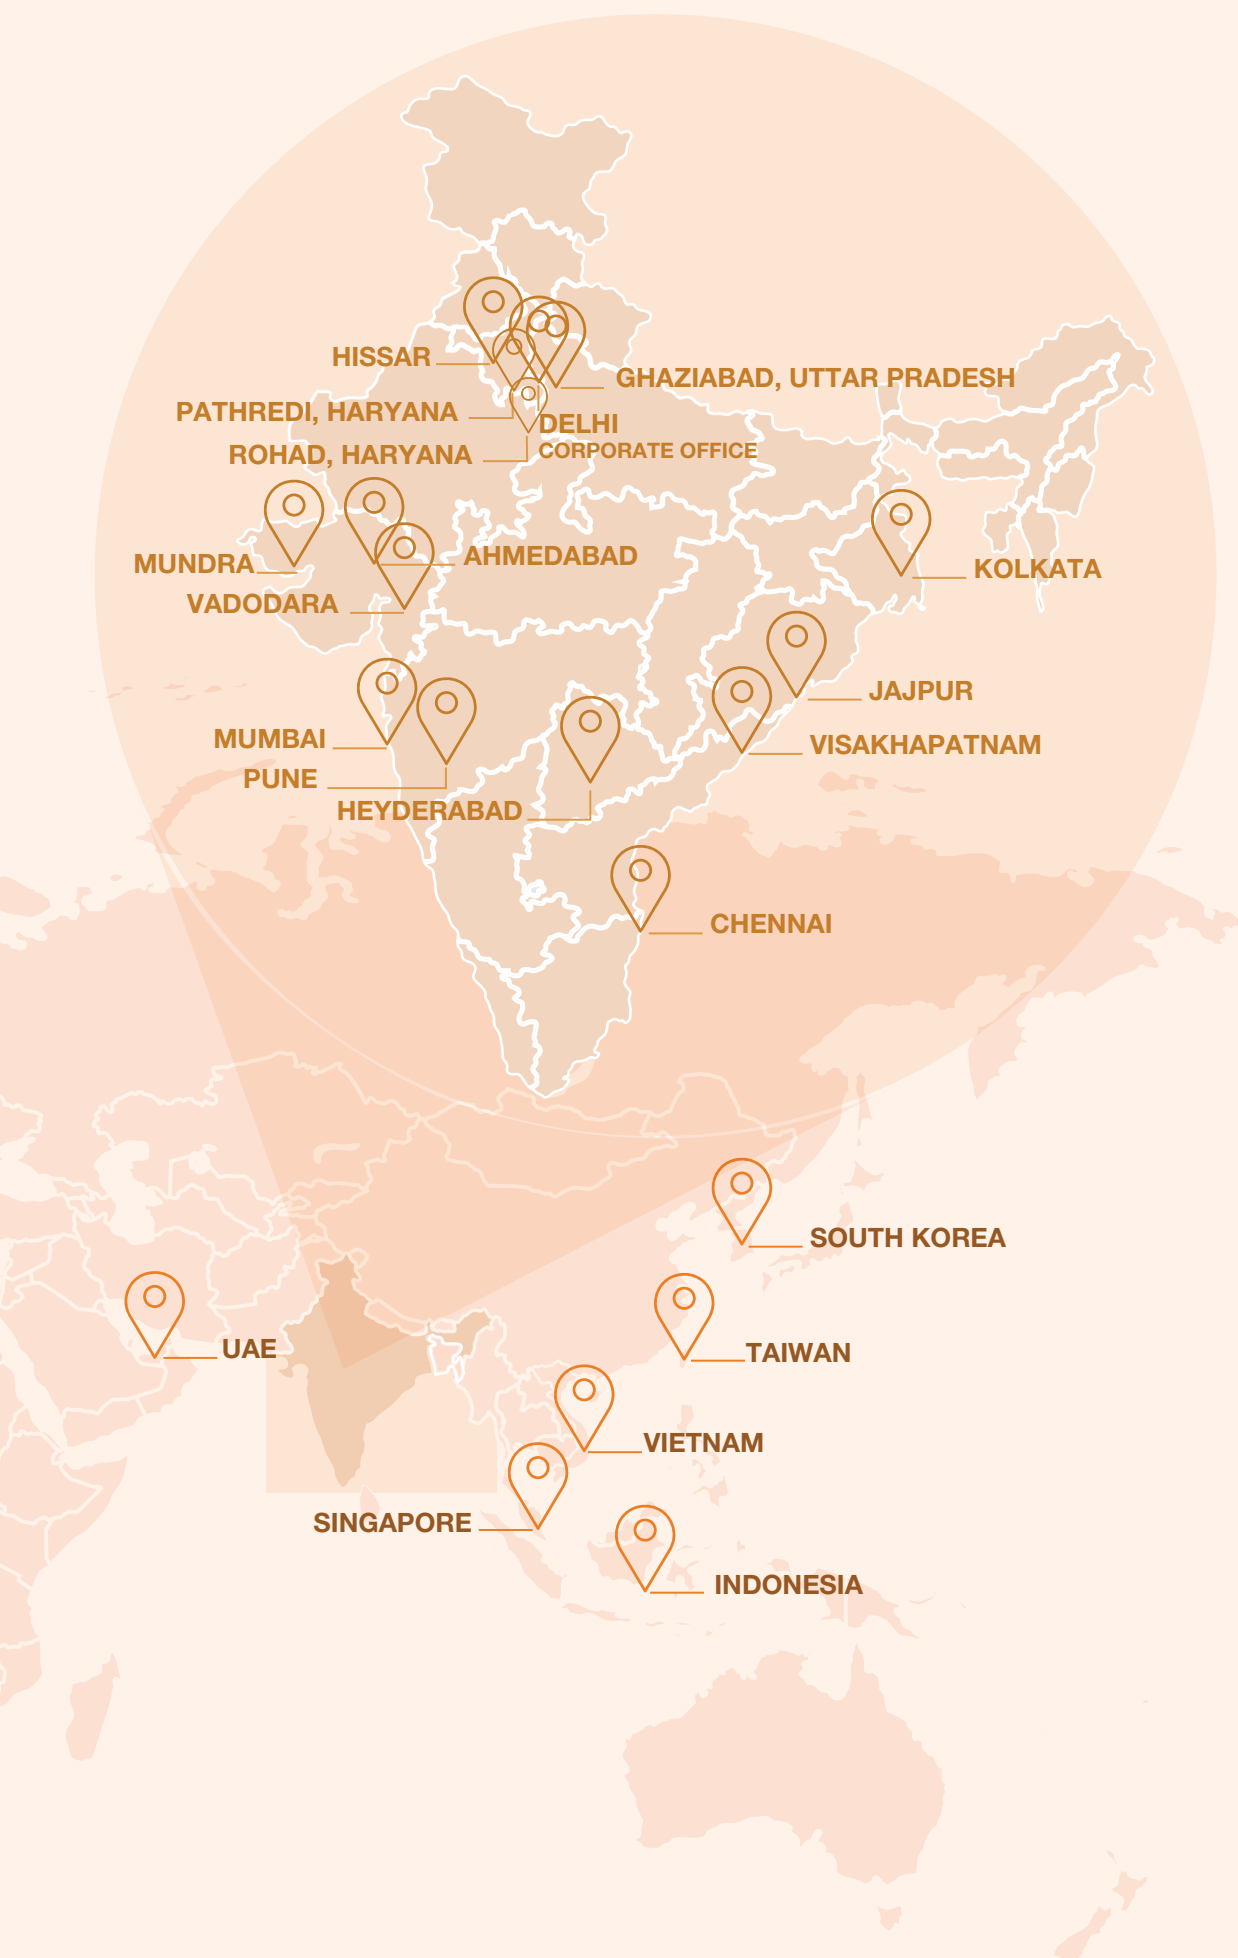 HISSAR
GHAZIABAD, UTTAR PRADESH
PATHREDI, HARYANA
DELHI
CORPORATE OFFICE
ROHAD, HARYANA
MUNDRA
AHMEDABAD
KOLKATA
VADODARA
JAJPUR
MUMBAI
VISAKHAPATNAM
PUNE
HEYDERABAD
CHENNAI
SOUTH KOREA
UAE
TAIWAN
VIETNAM
SINGAPORE
INDONESIA